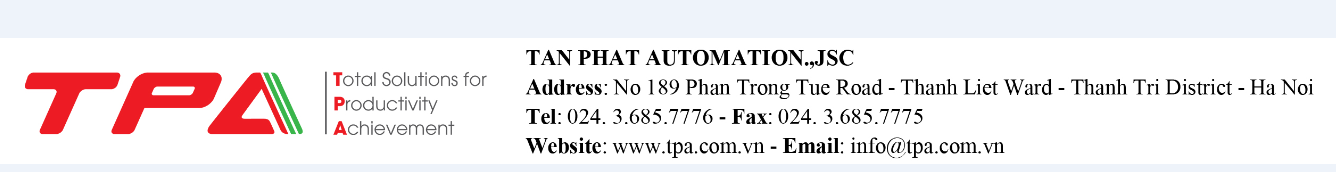 TPA
Total Solutions for
Productivity
Achievement
TAN PHAT AUTOMATION.,JSC
Address: No 189 Phan Trong Tue Road - Thanh Liet Ward - Thanh Tri District - Ha Noi
Tel: 024. 3.685.7776 - Fax: 024. 3.685.7775
Website: www.tpa.com.vn - Email: info@tpa.com.vn